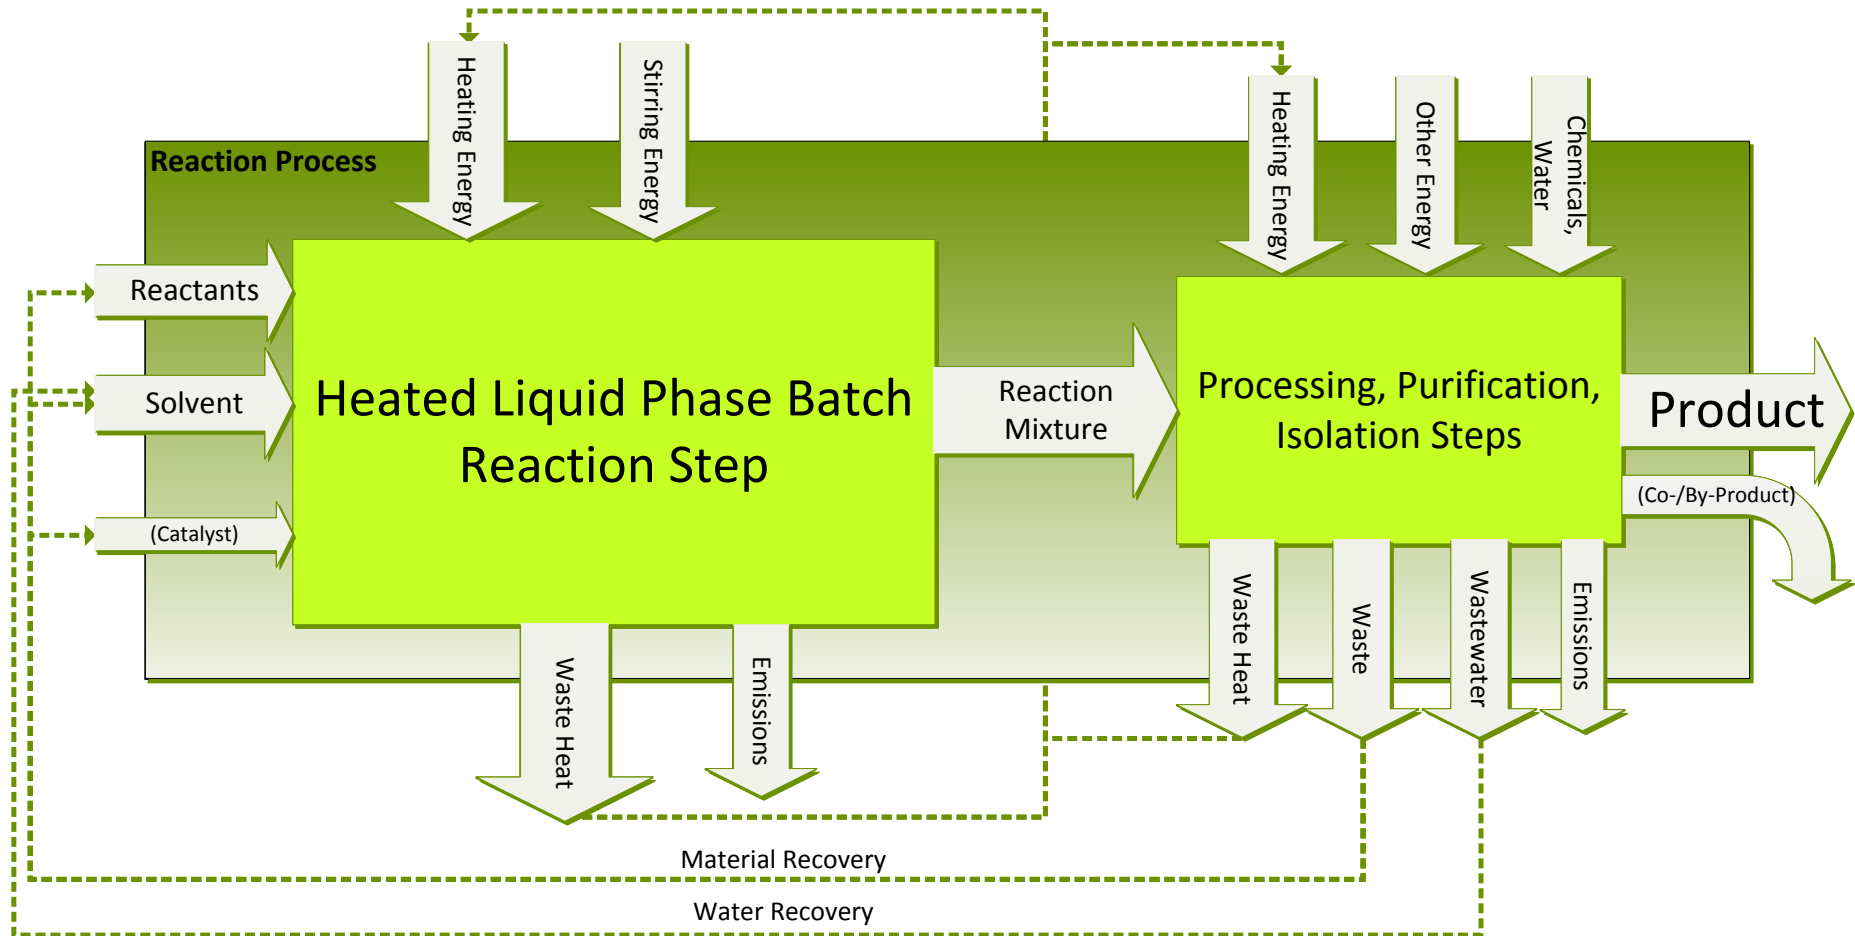 Heating Energy
Stirring Energy
Heating Energy
Other Energy
Chemicals,
Water
Reaction Process
Reactants
Solvent
(Catalyst)
Heated Liquid Phase Batch
Reaction Step
Reaction
Mixture
Processing, Purification,
Isolation Steps
Product
(Co-/By-Product)
Waste Heat
Emissions
Waste Heat
Waste
Wastewater
Emissions
Material Recovery
Water Recovery